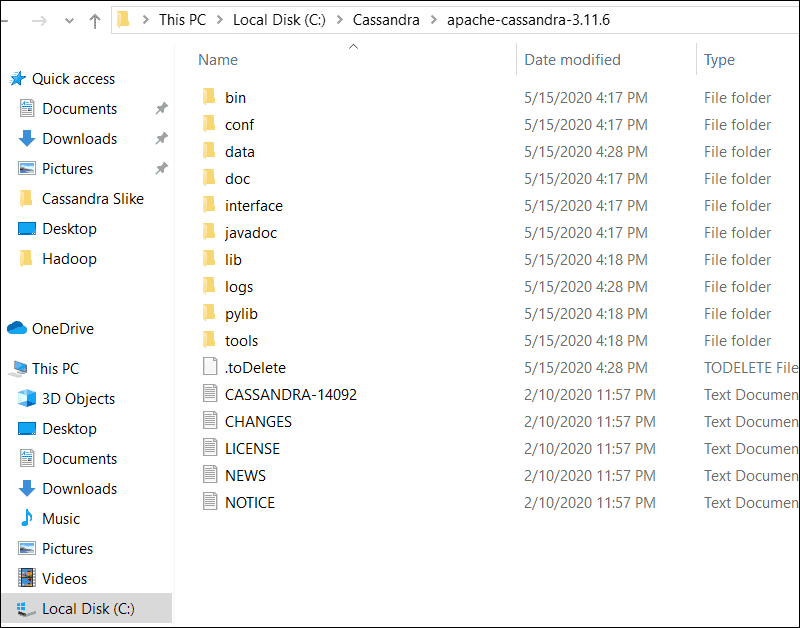 This PC > Local Disk (C:) > Cassandra > apache-cassandra-3.11.6
Name Date modified Type
Quick access
Documents
Downloads
Pictures
Cassandra Slike
Desktop
Hadoop
OneDrive
This PC
3D Objects
Desktop
Documents
Downloads
Music
Pictures
Videos
Local Disk (C:)
bin 5/15/2020 4:17 PM File folder
conf 5/15/2020 4:17 PM File folder
data 5/15/2020 4:28 PM File folder
doc 5/15/2020 4:17 PM File folder
interface 5/15/2020 4:17 PM File folder
javadoc 5/15/2020 4:17 PM File folder
lib 5/15/2020 4:18 PM File folder
logs 5/15/2020 4:28 PM File folder
pylib 5/15/2020 4:18 PM File folder
tools 5/15/2020 4:18 PM File folder
.toDelete 5/15/2020 4:28 PM TODELETE File
CASSANDRA-14092 2/10/2020 11:57 PM Text Documen
CHANGES 2/10/2020 11:57 PM Text Documen
LICENSE 2/10/2020 11:57 PM Text Documen
NEWS 2/10/2020 11:57 PM Text Documen
NOTICE 2/10/2020 11:57 PM Text Documen